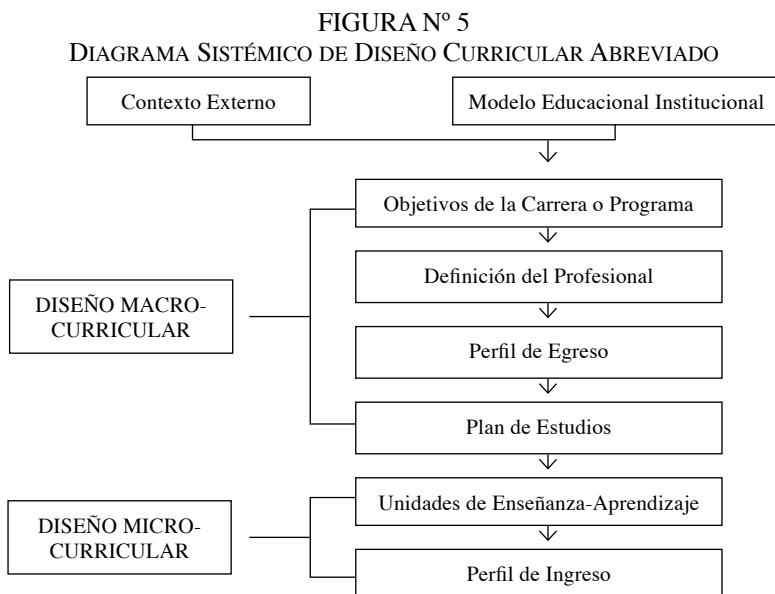 FIGURA Nº 5
DIAGRAMA SISTÉMICO DE DISEÑO CURRICULAR ABREVIADO
Contexto Externo
Modelo Educacional Institucional
Objetivos de la Carrera o Programa
Definición del Profesional
DISEÑO MACRO-
CURRICULAR
Perfil de Egreso
Plan de Estudios
Unidades de Enseñanza-Aprendizaje
DISEÑO MICRO-
CURRICULAR
Perfil de Ingreso